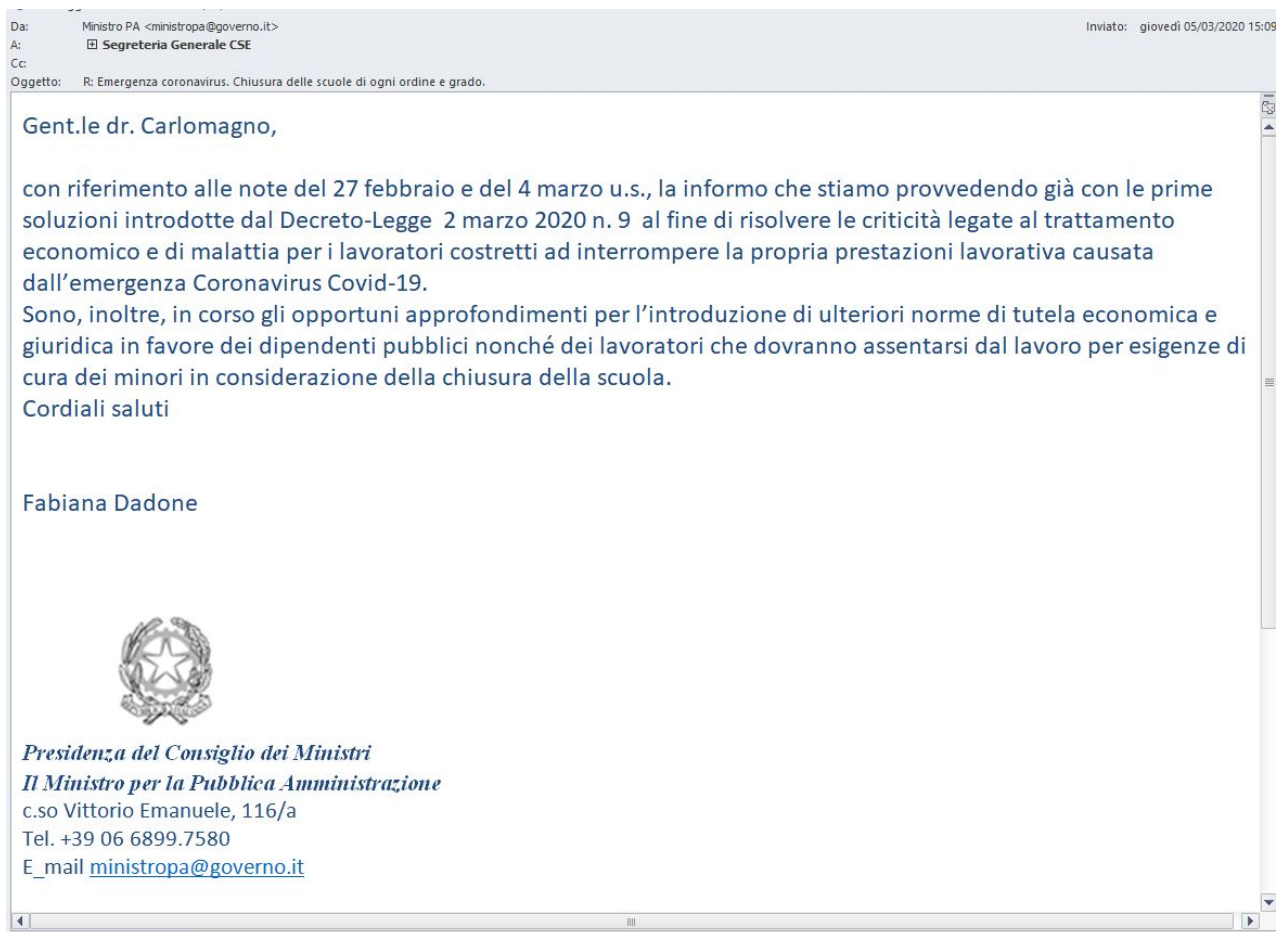 Da: Ministro PA <ministropa@governo.it> Inviato: giovedì 05/03/2020 15:09
A: Segreteria Generale CSE
Cc:
Oggetto: R: Emergenza coronavirus. Chiusura delle scuole di ogni ordine e grado.
Gent.le dr. Carlomagno,
con riferimento alle note del 27 febbraio e del 4 marzo u.s., la informo che stiamo provvedendo già con le prime
soluzioni introdotte dal Decreto-Legge 2 marzo 2020 n. 9 al fine di risolvere le criticità legate al trattamento
economico e di malattia per i lavoratori costretti ad interrompere la propria prestazioni lavorativa causata
dall'emergenza Coronavirus Covid-19.
Sono, inoltre, in corso gli opportuni approfondimenti per l'introduzione di ulteriori norme di tutela economica e
giuridica in favore dei dipendenti pubblici nonché dei lavoratori che dovranno assentarsi dal lavoro per esigenze di
cura dei minori in considerazione della chiusura della scuola.
Cordiali saluti
Fabiana Dadone
Presidenza del Consiglio dei Ministri
Il Ministro per la Pubblica Amministrazione
c.so Vittorio Emanuele, 116/a
Tel. +39 06 6899.7580
E_mail ministropa@governo.it